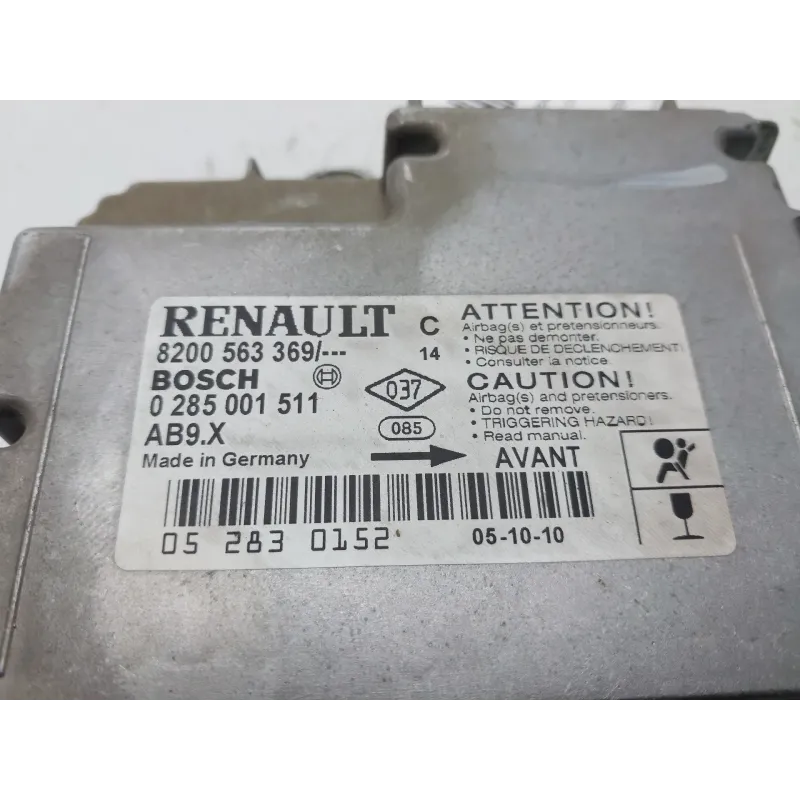 RENAULT C
8200 563 369/--- 14
BOSCH
0 285 001 511
AB9.X
Made in Germany
037
085
AVANT
ATTENTION!
Airbag(s) et pretensionneurs.
• Ne pas demonter.
• RISQUE DE DECLENCHEMENT!
• Consulter la notice.
CAUTION!
Airbag(s) and pretensioners.
• Do not remove.
• TRIGGERING HAZARD!
• Read manual.
05 283 0152
05-10-10